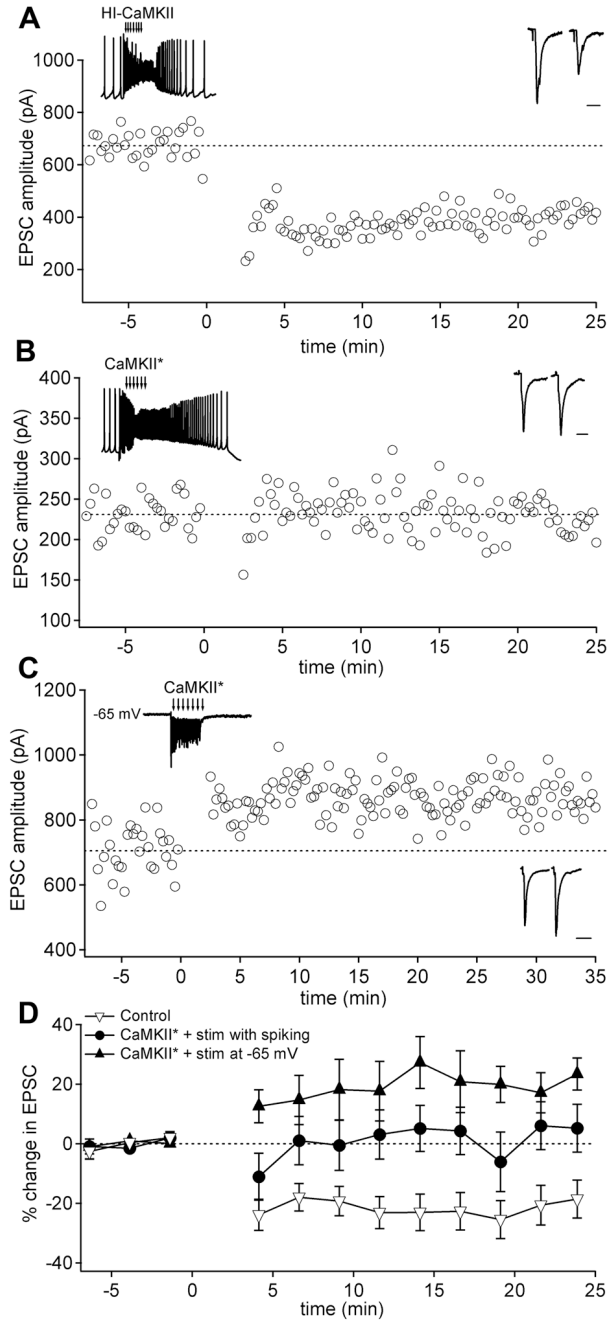 A
HI-CaMKII
EPSC amplitude (pA)
1000
800
600
400
200
-5 0 5 10 15 20 25
time (min)
B
CaMKII*
EPSC amplitude (pA)
400
350
300
250
200
150
100
-5 0 5 10 15 20 25
time (min)
C
CaMKII*
-65 mV
EPSC amplitude (pA)
1200
1000
800
600
400
-5 0 5 10 15 20 25 30 35
time (min)
D
Control
CaMKII* + stim with spiking
CaMKII* + stim at -65 mV
% change in EPSC
40
20
0
-20
-40
-5 0 5 10 15 20 25
time (min)